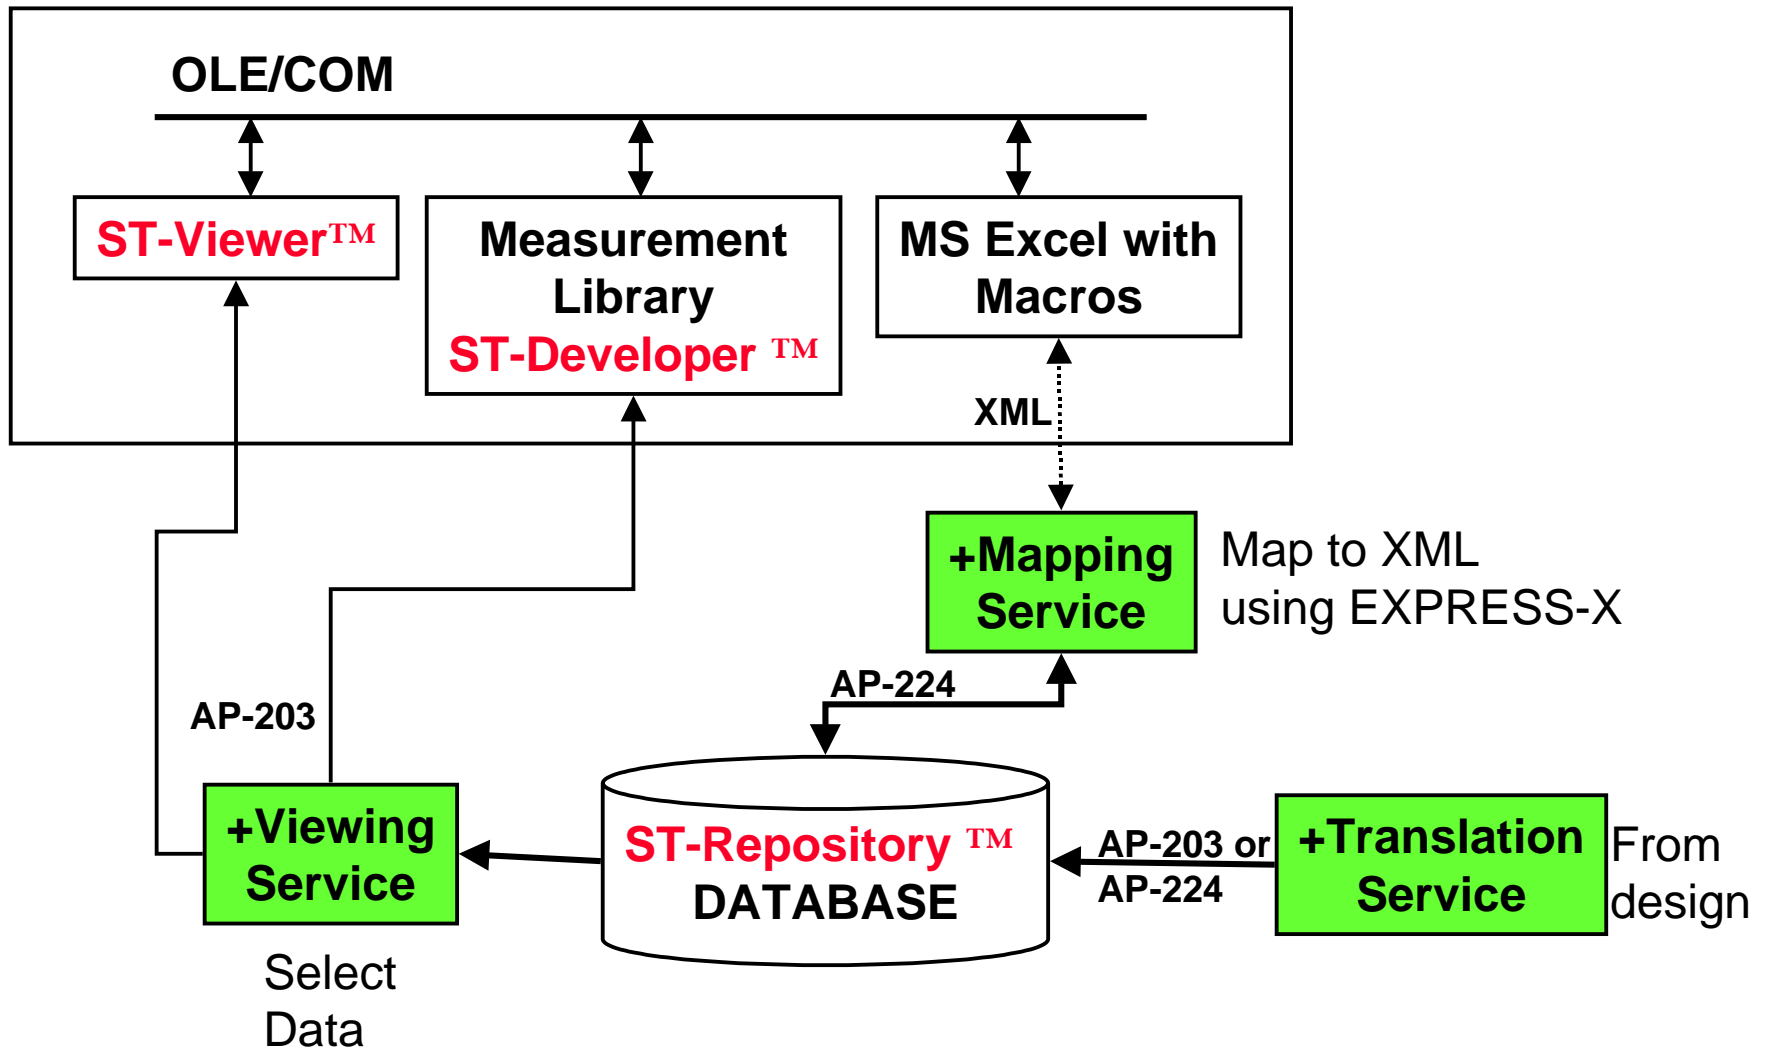 OLE/COM
ST-Viewer™
Measurement
Library
ST-Developer ™
MS Excel with
Macros
XML
+Mapping
Service
Map to XML
using EXPRESS-X
AP-224
AP-203
+Viewing
Service
Select
Data
ST-Repository ™
DATABASE
AP-203 or
AP-224
+Translation
Service
From
design